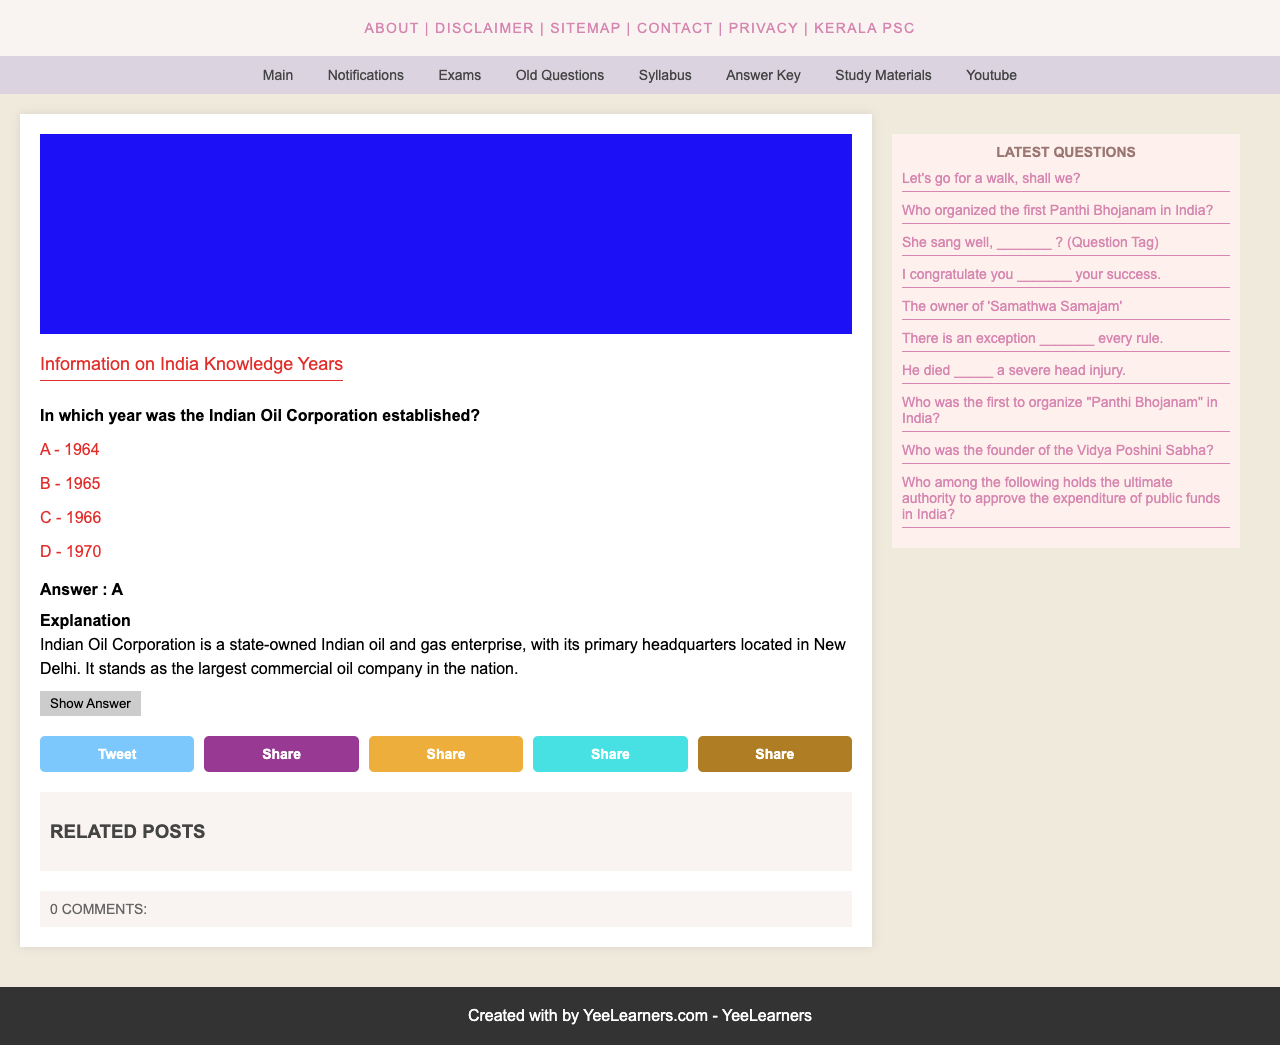 ABOUT | DISCLAIMER | SITEMAP | CONTACT | PRIVACY | KERALA PSC
Main Notifications Exams Old Questions Syllabus Answer Key Study Materials Youtube
Information on India Knowledge Years
In which year was the Indian Oil Corporation established?
A - 1964
B - 1965
C - 1966
D - 1970
Answer : A
Explanation
Indian Oil Corporation is a state-owned Indian oil and gas enterprise, with its primary headquarters located in New
Delhi. It stands as the largest commercial oil company in the nation.
Show Answer
Tweet Share Share Share Share
RELATED POSTS
0 COMMENTS:
LATEST QUESTIONS
Let's go for a walk, shall we?
Who organized the first Panthi Bhojanam in India?
She sang well, _______ ? (Question Tag)
I congratulate you _______ your success.
The owner of 'Samathwa Samajam'
There is an exception _______ every rule.
He died _____ a severe head injury.
Who was the first to organize "Panthi Bhojanam" in
India?
Who was the founder of the Vidya Poshini Sabha?
Who among the following holds the ultimate
authority to approve the expenditure of public funds
in India?
Created with by YeeLearners.com - YeeLearners